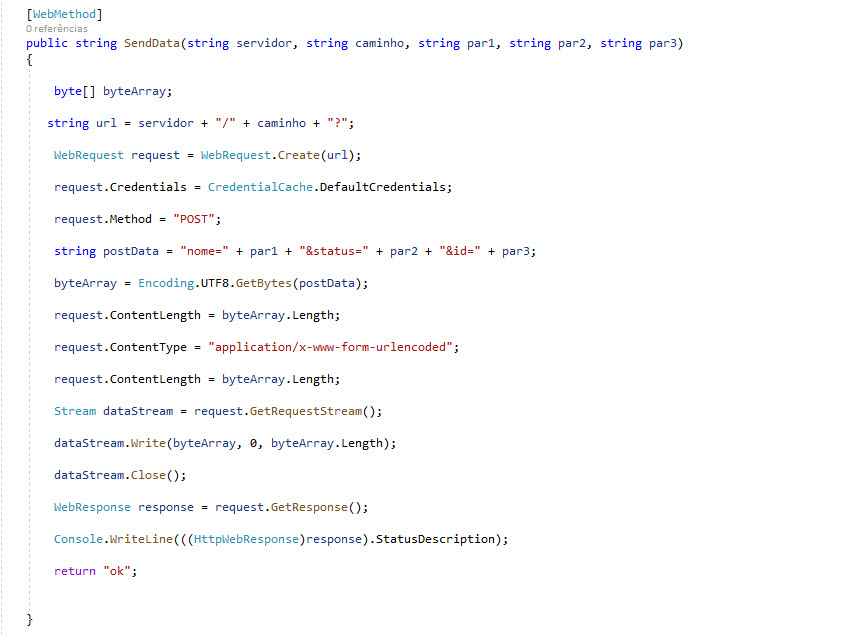 [WebMethod]
0 referências
public string SendData(string servidor, string caminho, string par1, string par2, string par3)
{
byte[] byteArray;
string url = servidor + "/" + caminho + "?";
WebRequest request = WebRequest.Create(url);
request.Credentials = CredentialCache.DefaultCredentials;
request.Method = "POST";
string postData = "nome=" + par1 + "&status=" + par2 + "&id=" + par3;
byteArray = Encoding.UTF8.GetBytes(postData);
request.ContentLength = byteArray.Length;
request.ContentType = "application/x-www-form-urlencoded";
request.ContentLength = byteArray.Length;
Stream dataStream = request.GetRequestStream();
dataStream.Write(byteArray, 0, byteArray.Length);
dataStream.Close();
WebResponse response = request.GetResponse();
Console.WriteLine(((HttpWebResponse)response).StatusDescription);
return "ok";
}